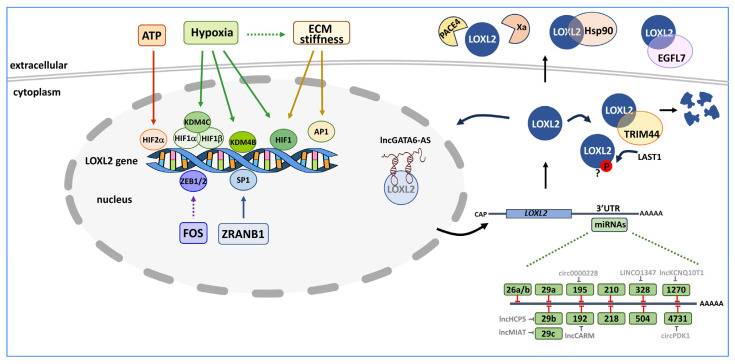 ATP
Hypoxia
ECM
stiffness
PACE4
LOXL2
Xa
LOXL2
Hsp90
LOXL2
EGFL7
extracellular
cytoplasm
KDM4C
HIF2α
HIF1α
HIF1β
KDM4B
HIF1
AP1
LOXL2 gene
ZEB1/2
SP1
nucleus
FOS
ZRANB1
lncGATA6-AS
LOXL2
LOXL2
LOXL2
TRIM44
LOXL2
P
?
LAST1
CAP
LOXL2
3'UTR
AAAAA
miRNAs
circ0000228
LINC01347
lncKCNQ10T1
26a/b
29a
195
210
328
1270
AAAAA
lncHCP5
29b
192
218
504
4731
lncMIAT
29c
lncCARM
circPDK1